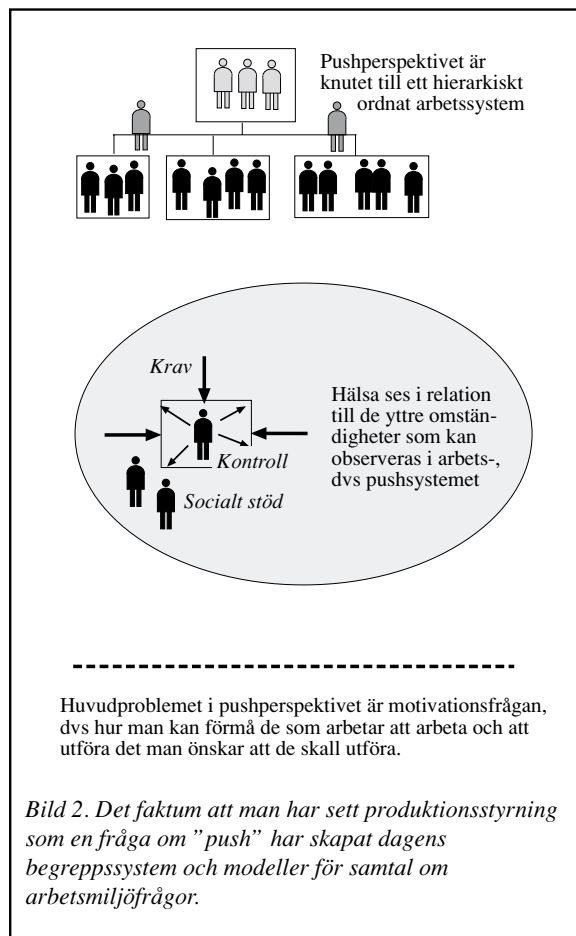 Pushperspektivet är
knutet till ett hierarkiskt
ordnat arbetssystem
Krav
Kontroll
Socialt stöd
Hälsa ses i relation
till de yttre omstän-
digheter som kan
observeras i arbets-,
dvs pushsystemet
Huvudproblemet i pushperspektivet är motivationsfrågan,
dvs hur man kan förmå de som arbetar att arbeta och att
utföra det man önskar att de skall utföra.
Bild 2. Det faktum att man har sett produktionsstyrning
som en fråga om ”push” har skapat dagens
begreppssystem och modeller för samtal om
arbetsmiljöfrågor.